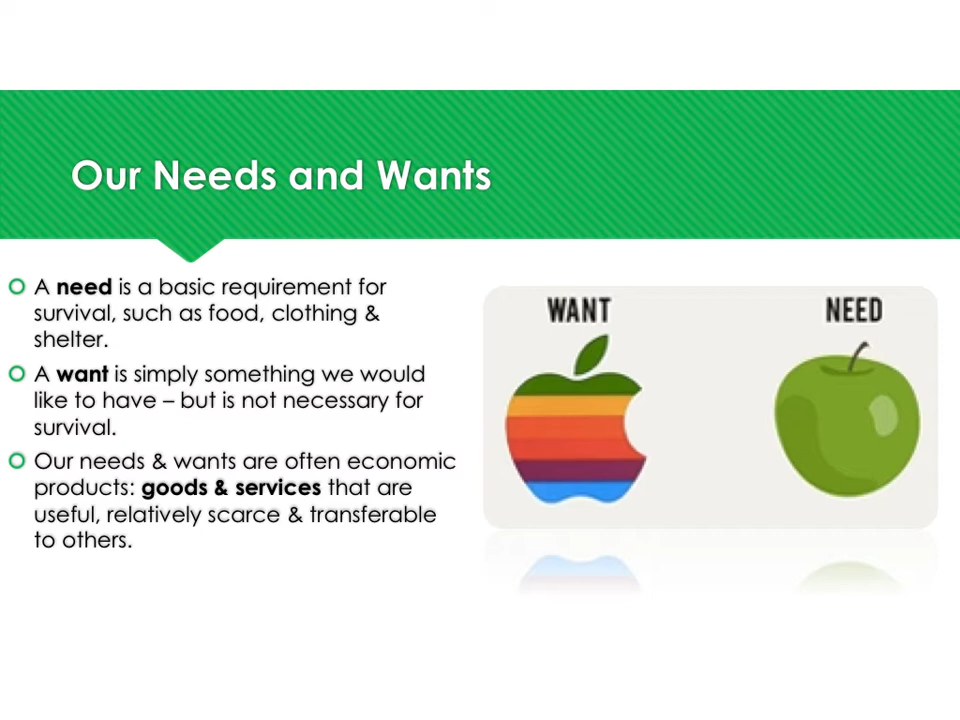 Our Needs and Wants
A need is a basic requirement for
survival, such as food, clothing &
shelter.
A want is simply something we would
like to have – but is not necessary for
survival.
Our needs & wants are often economic
products: goods & services that are
useful, relatively scarce & transferable
to others.
WANT
NEED